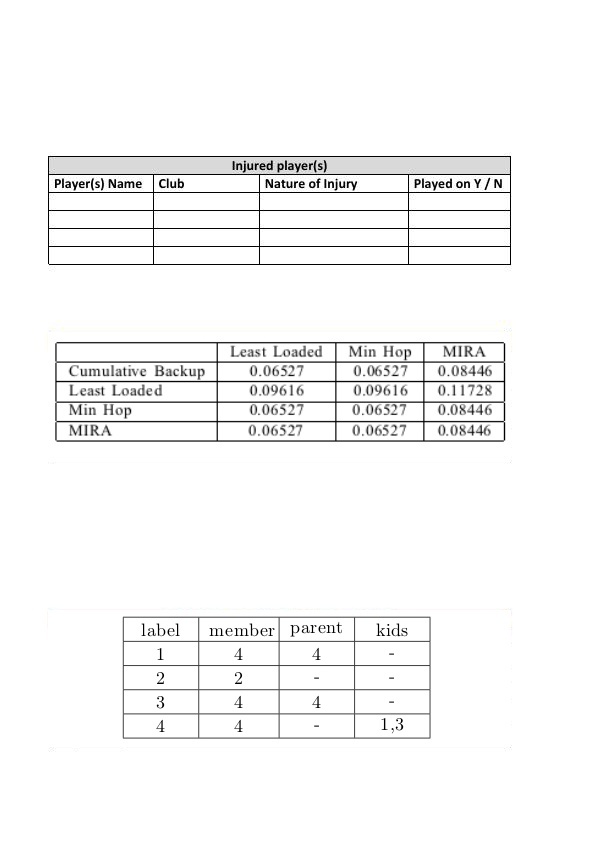 Injured player(s)
Player(s) Name Club Nature of Injury Played on Y / N
Least Loaded Min Hop MIRA
Cumulative Backup 0.06527 0.06527 0.08446
Least Loaded 0.09616 0.09616 0.11728
Min Hop 0.06527 0.06527 0.08446
MIRA 0.06527 0.06527 0.08446
label member parent kids
1 4 4 -
2 2 - -
3 4 4 -
4 4 - 1,3